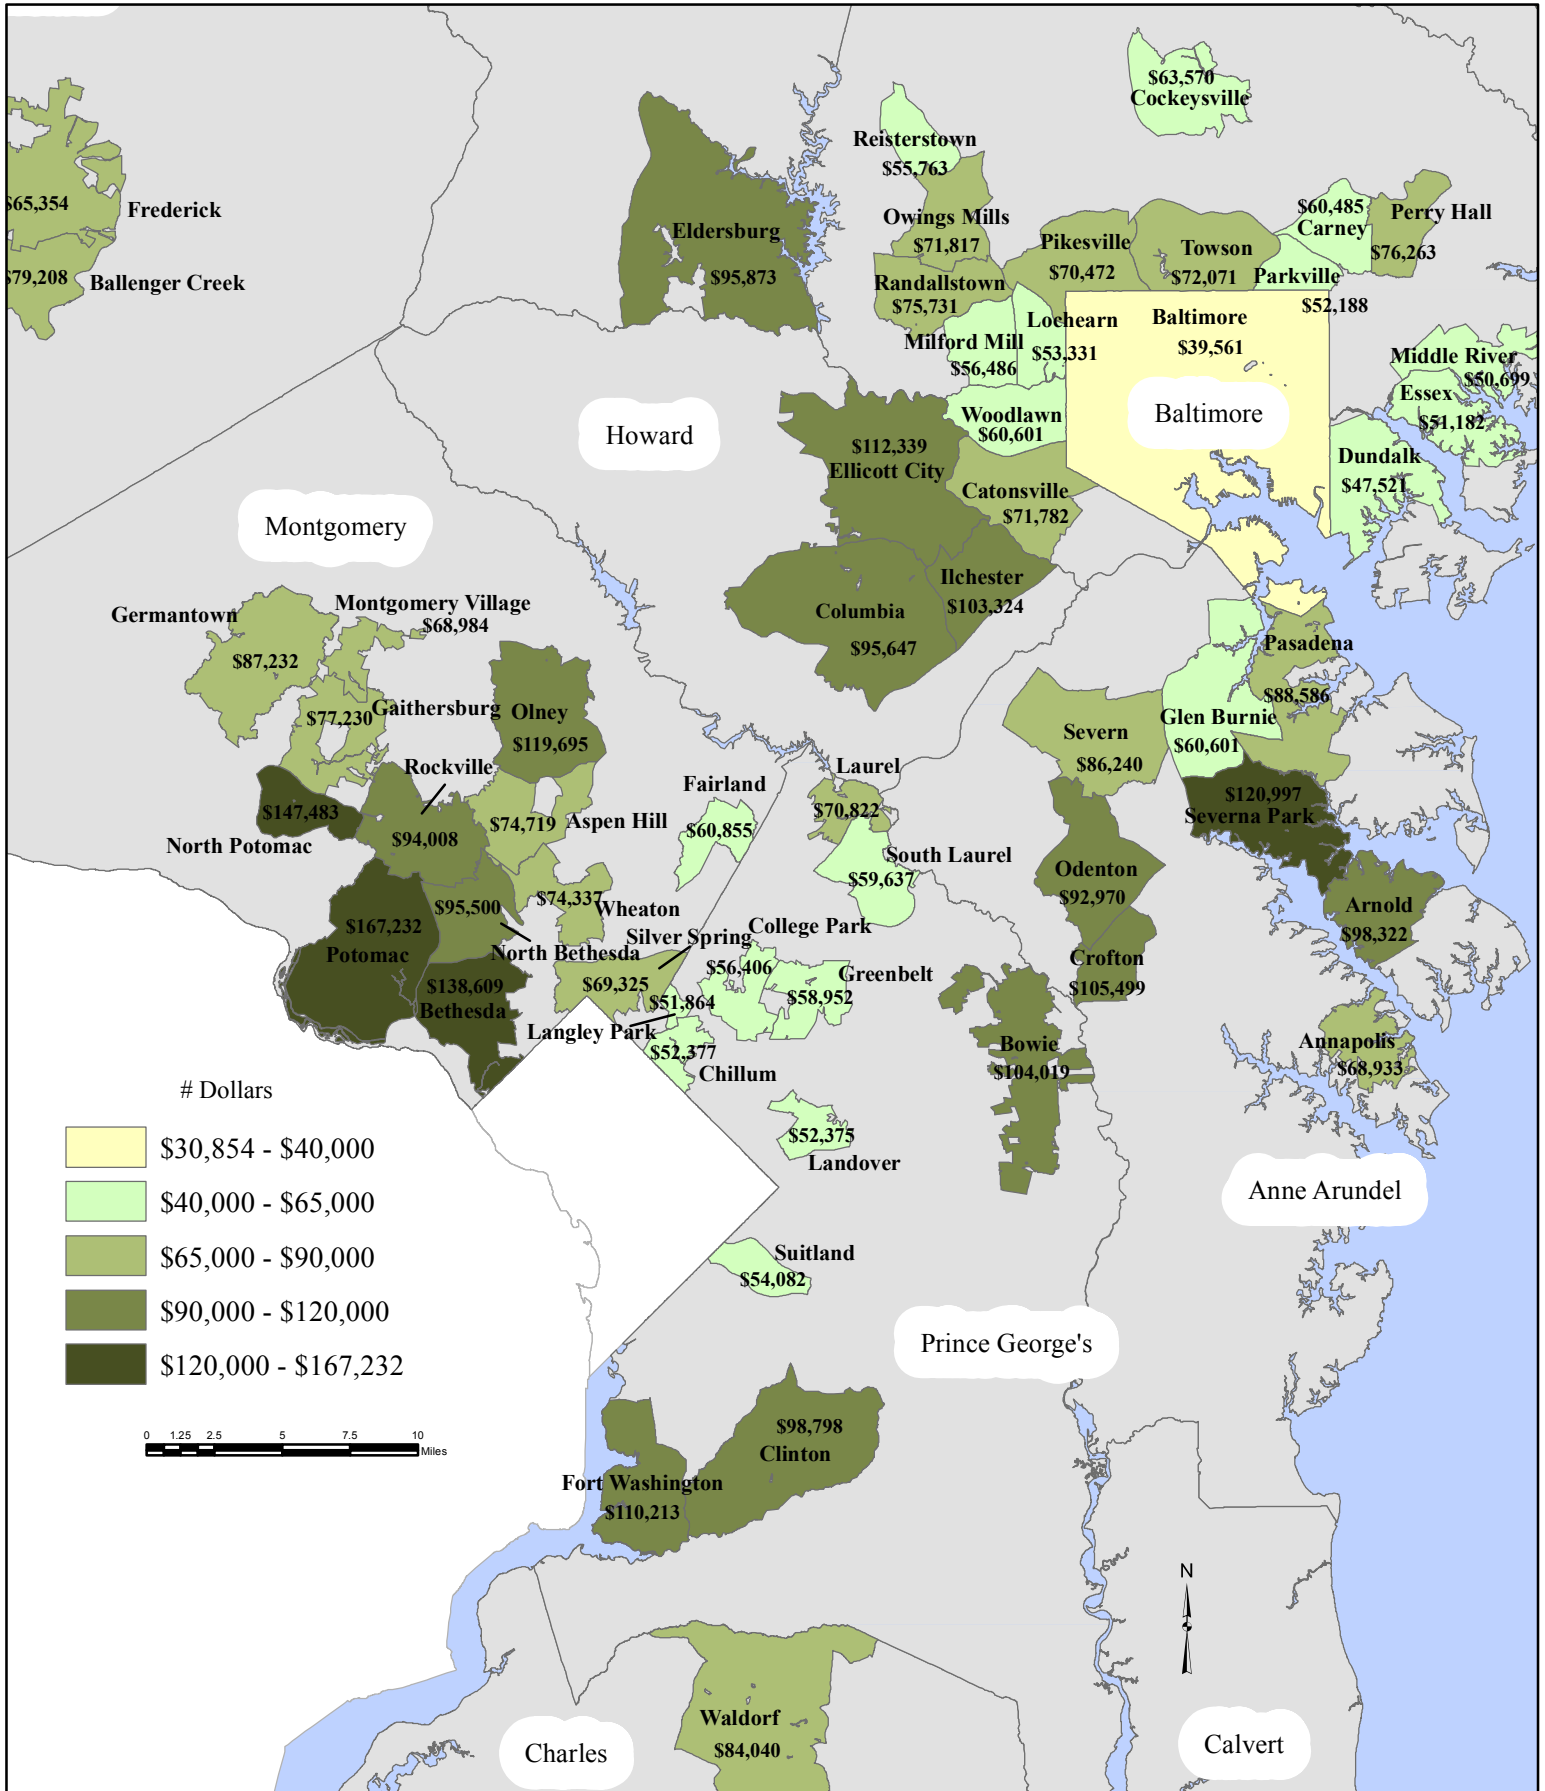 $63,570
Cockeysville
Reisterstown
$55,763
$65,354
Frederick
Eldersburg
$95,873
Owings Mills
$71,817
Pikesville
$70,472
Towson
$72,071
$60,485
Carney
Perry Hall
$76,263
$79,208
Ballenger Creek
Randallstown
$75,731
Parkville
$52,188
Milford Mill
$56,486
Lochearn
$53,331
Baltimore
$39,561
Middle River
$50,699
Essex
$51,182
Howard
Baltimore
Woodlawn
$60,601
$112,339
Ellicott City
Dundalk
$47,521
Catonsville
$71,782
Montgomery
Ilchester
$103,324
Columbia
$95,647
Germantown
$87,232
Montgomery Village
$68,984
Pasadena
$88,586
Gaithersburg
$77,230
Olney
$119,695
Severn
$86,240
Glen Burnie
$60,601
Rockville
$94,008
Fairland
$60,855
Laurel
$70,822
$120,997
Severna Park
$147,483
North Potomac
$74,719
Aspen Hill
South Laurel
$59,637
Odenton
$92,970
Arnold
$98,322
$167,232
Potomac
$95,500
North Bethesda
$74,337
Wheaton
Silver Spring
$69,325
College Park
$56,406
Greenbelt
$58,952
Crofton
$105,499
$138,609
Bethesda
$51,864
Langley Park
$52,377
Chillum
Bowie
$104,019
Annapolis
$68,933
# Dollars
$30,854 - $40,000
$40,000 - $65,000
$65,000 - $90,000
$90,000 - $120,000
$120,000 - $167,232
$52,375
Landover
Anne Arundel
Suitland
$54,082
Prince George's
0 1.25 2.5 5 7.5 10
Miles
$98,798
Clinton
Fort Washington
$110,213
N
Waldorf
$84,040
Charles
Calvert